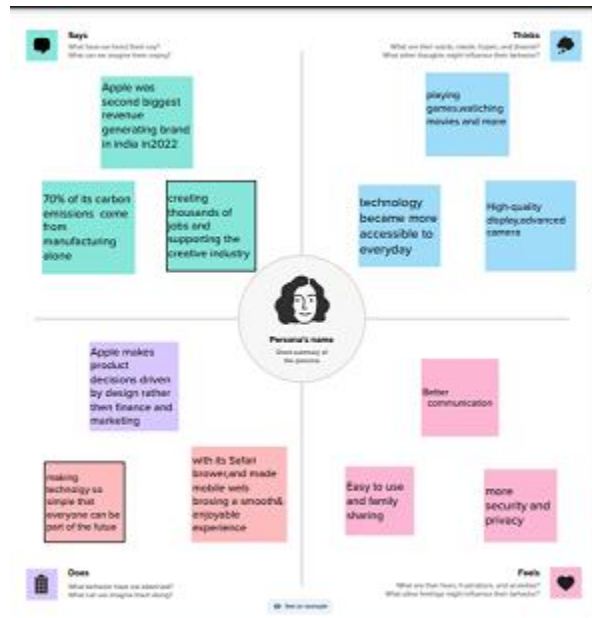 Says
What have we heard them say?
What can we imagine them saying?
Thinks
What are their wants, needs, hopes, and dreams?
What other thoughts might influence their behavior?
Apple was
second biggest
revenue
generating brand
in India in2022
70% of its carbon
emissions come
from
manufacturing
alone
creating
thousands of
jobs and
supporting the
creative industry
playing
games,watching
movies and more
technology
became more
accessible to
everyday
High-quality
display,advanced
camera
Persona's name
Short summary of
the persona
Apple makes
product
decisions driven
by design rather
then finance and
marketing
making
so
simple that
everyone can be
part of the
with its Safari
brower,and made
mobile web
brosing a smooth&
enjoyable
experience
Better
communication
Easy to use
and family
sharing
more
security and
privacy
Does
What behavior have we observed?
What can we imagine them doing?
Feels
What are their fears, frustrations, and anxieties?
What other feelings might influence their behavior?
See an example